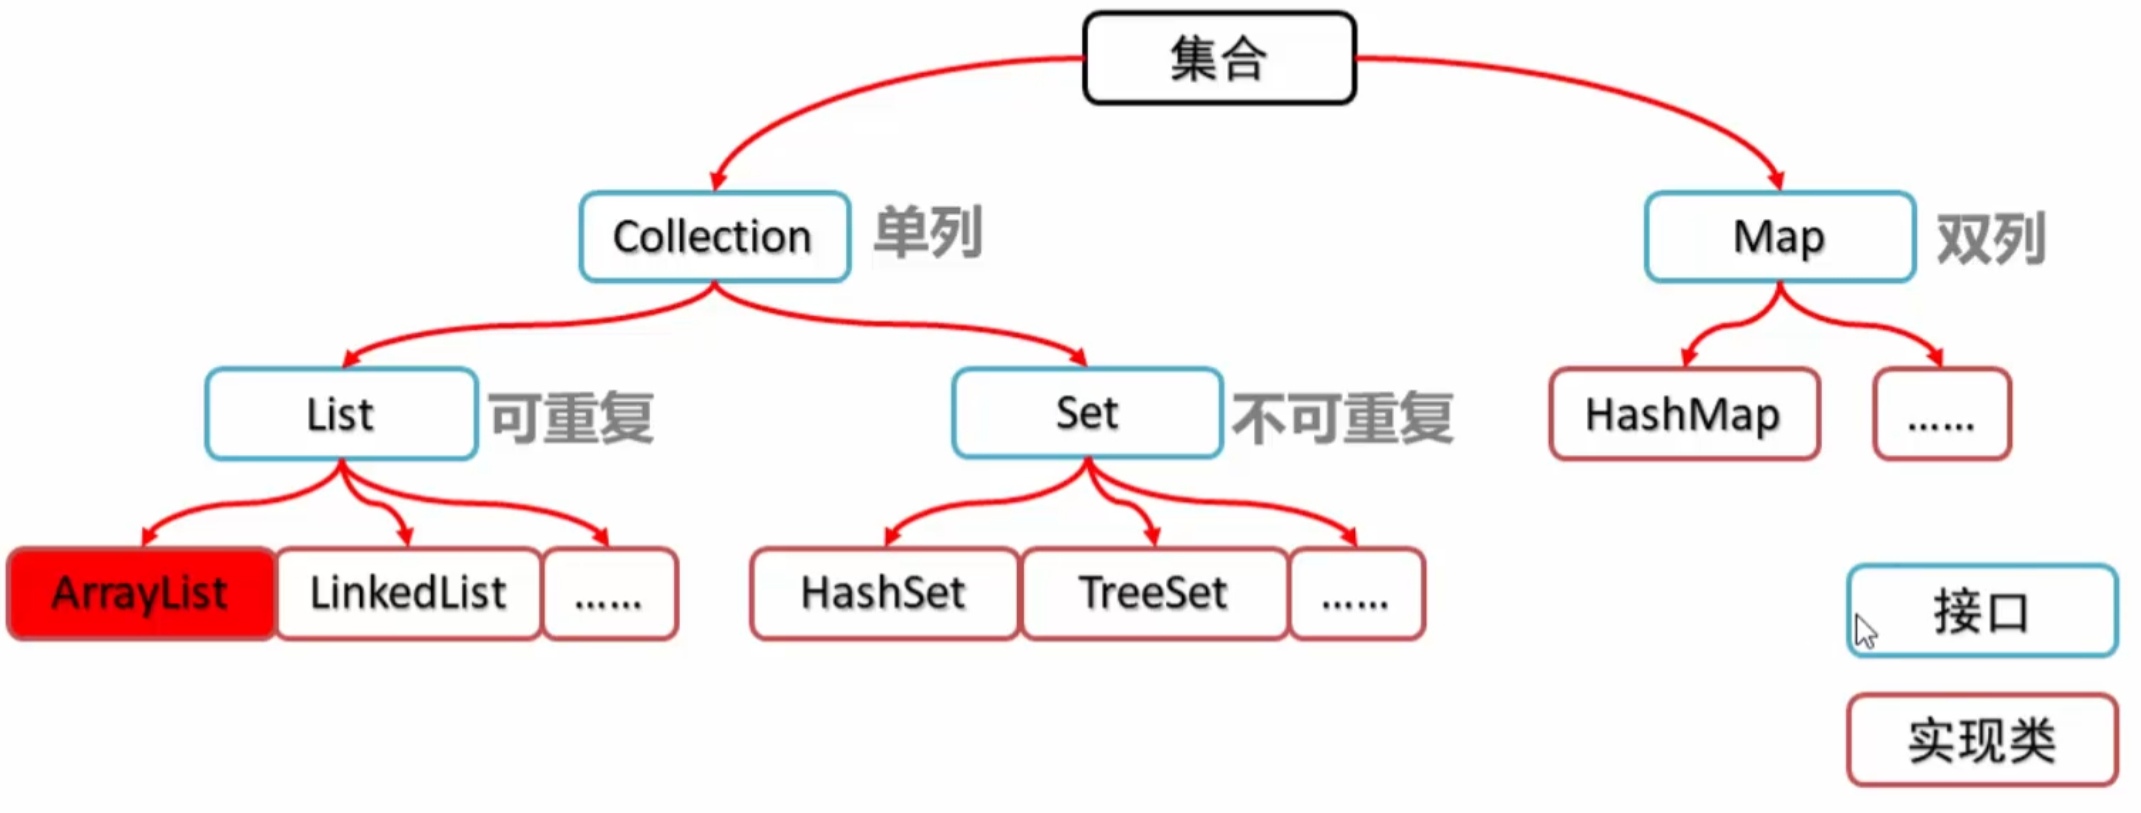 集合
Collection
单列
Map
双列
List
可重复
Set
不可重复
HashMap
......
ArrayList
LinkedList
......
HashSet
TreeSet
......
接口
实现类